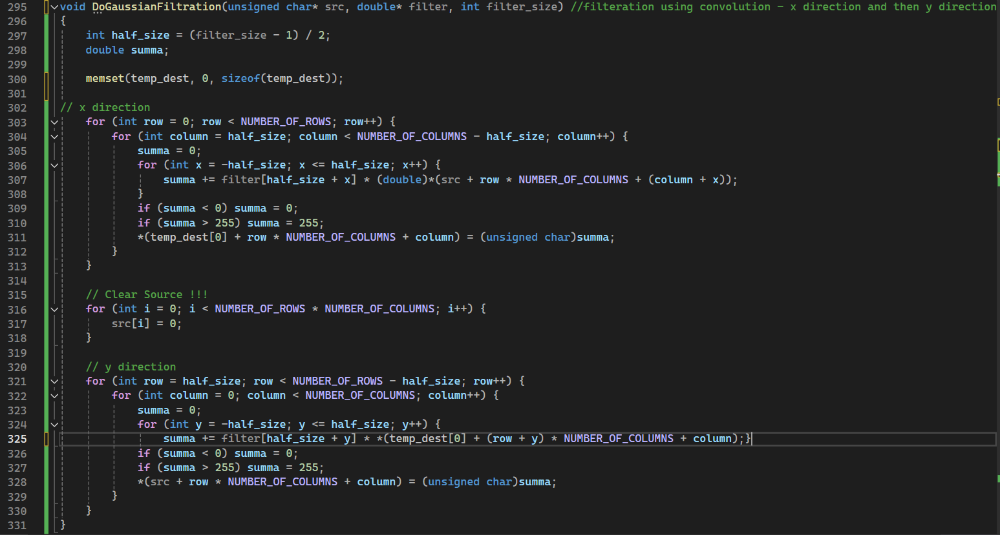 295 void DoGaussianFiltration(unsigned char* src, double* filter, int filter_size) //filteration using convolution - x direction and then y direction
296 {
297     int half_size = (filter_size - 1) / 2;
298     double summa;
299
300     memset(temp_dest, 0, sizeof(temp_dest));
301
302 // x direction
303     for (int row = 0; row < NUMBER_OF_ROWS; row++) {
304         for (int column = half_size; column < NUMBER_OF_COLUMNS - half_size; column++) {
305             summa = 0;
306             for (int x = -half_size; x <= half_size; x++) {
307                 summa += filter[half_size + x] * (double)*(src + row * NUMBER_OF_COLUMNS + (column + x));
308             }
309             if (summa < 0) summa = 0;
310             if (summa > 255) summa = 255;
311             *(temp_dest[0] + row * NUMBER_OF_COLUMNS + column) = (unsigned char)summa;
312         }
313     }
314
315     // Clear Source !!!
316     for (int i = 0; i < NUMBER_OF_ROWS * NUMBER_OF_COLUMNS; i++) {
317         src[i] = 0;
318     }
319
320     // y direction
321     for (int row = half_size; row < NUMBER_OF_ROWS - half_size; row++) {
322         for (int column = 0; column < NUMBER_OF_COLUMNS; column++) {
323             summa = 0;
324             for (int y = -half_size; y <= half_size; y++) {
325                 summa += filter[half_size + y] * *(temp_dest[0] + (row + y) * NUMBER_OF_COLUMNS + column);}
326             if (summa < 0) summa = 0;
327             if (summa > 255) summa = 255;
328             *(src + row * NUMBER_OF_COLUMNS + column) = (unsigned char)summa;
329         }
330     }
331 }